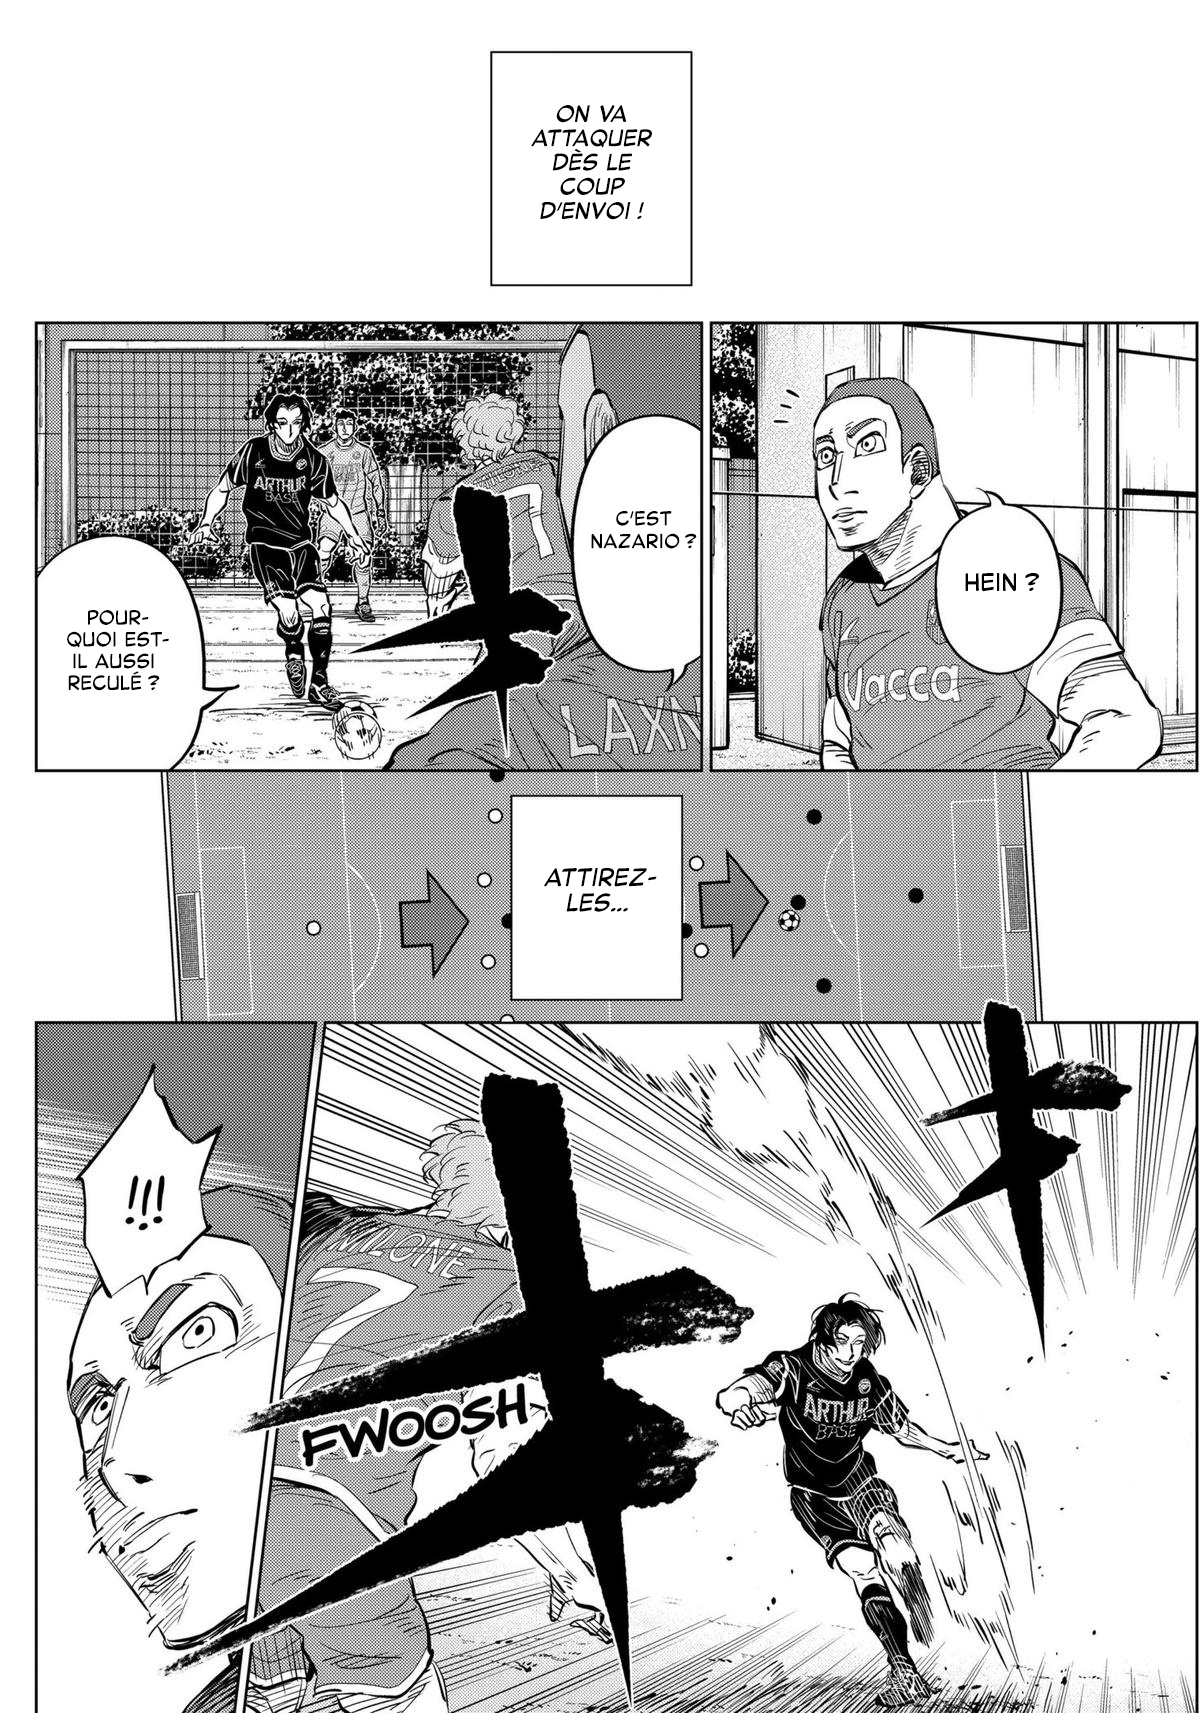 ON VA
ATTAQUER
DÈS LE
COUP
D'ENVOI !
HEIN ?
Vacca
C'EST
NAZARIO ?
7
LAXN
ARTHUR
BASE
POUR-
QUOI EST-
IL AUSSI
RECULÉ ?
ATTIREZ-
LES...
!!!
MILONE
7
FWOOSH
ARTHUR
BASE